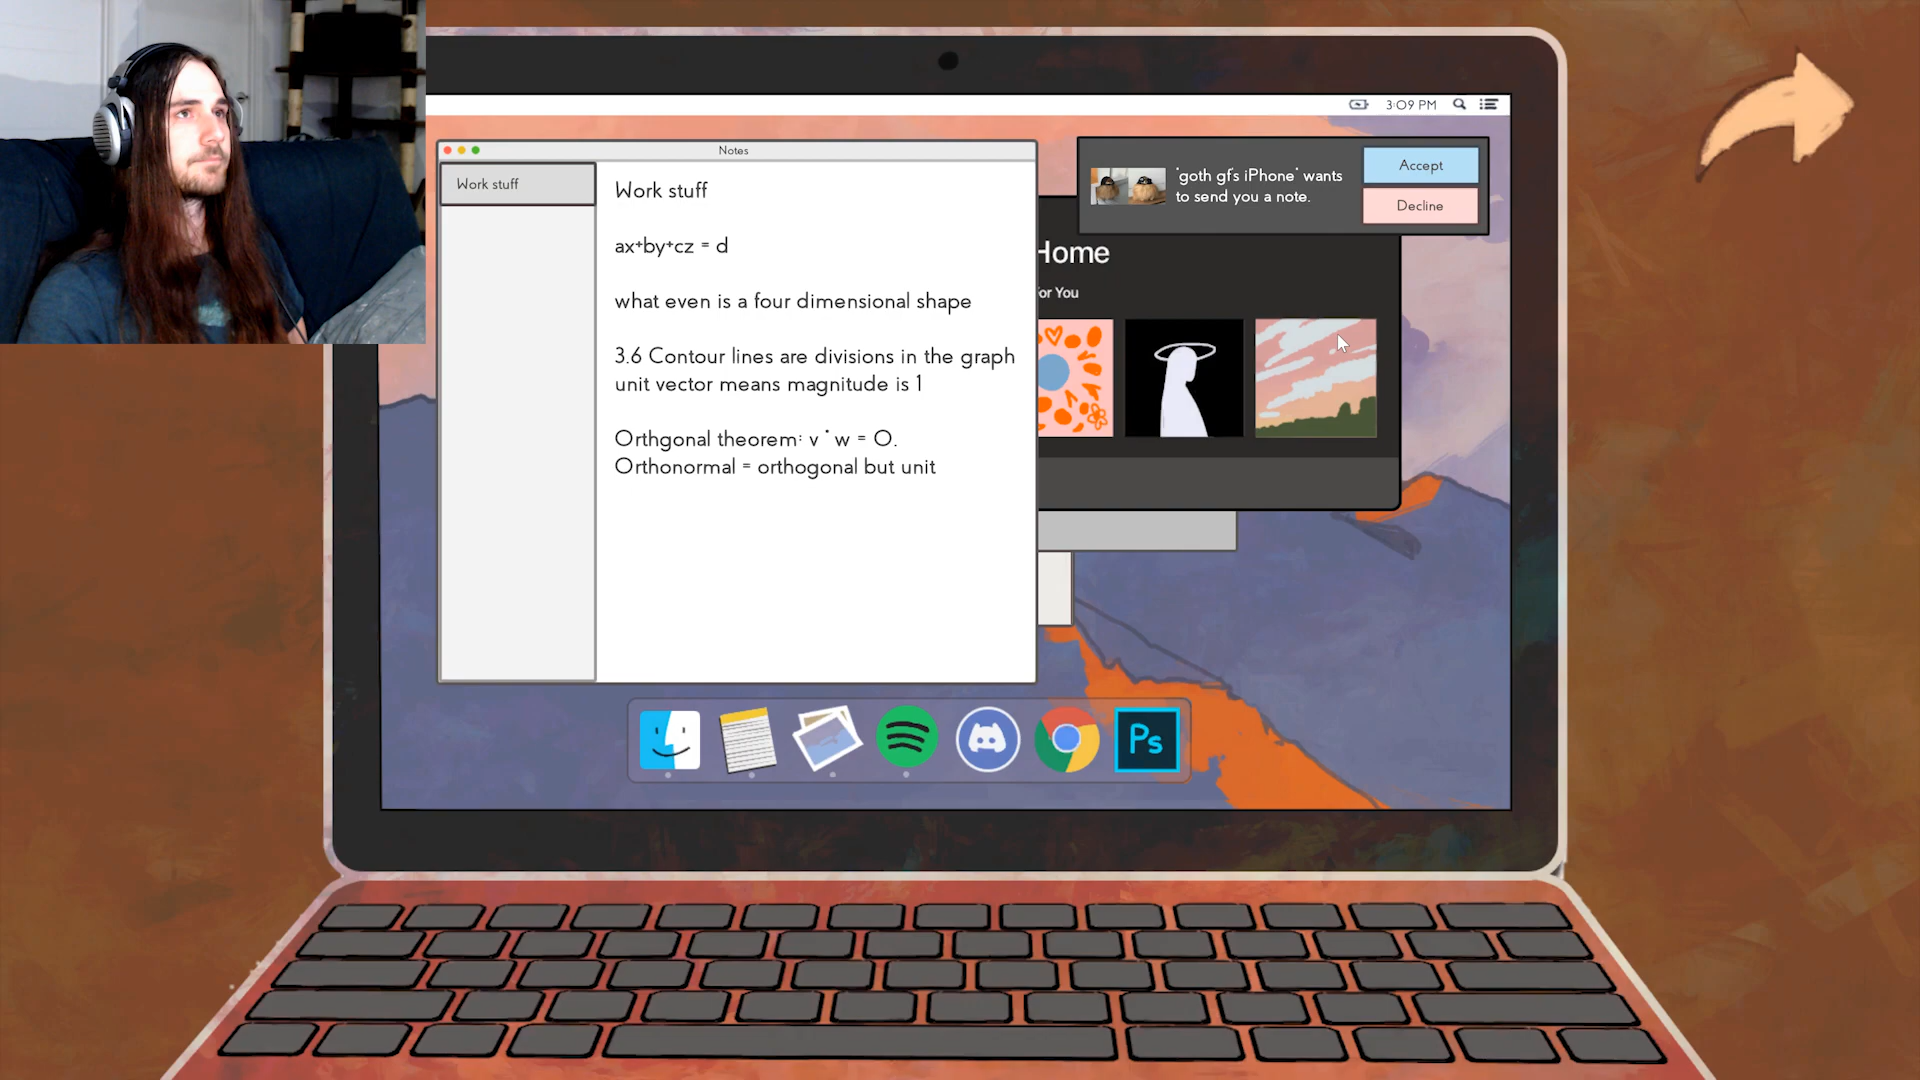 3:09 PM
Notes
Work stuff
Work stuff
ax+by+cz = d
what even is a four dimensional shape
3.6 Contour lines are divisions in the graph
unit vector means magnitude is 1
Orthgonal theorem: v · w = 0.
Orthonormal = orthogonal but unit
"goth gfs iPhone" wants
to send you a note.
Accept
Decline
Home
For You
Ps